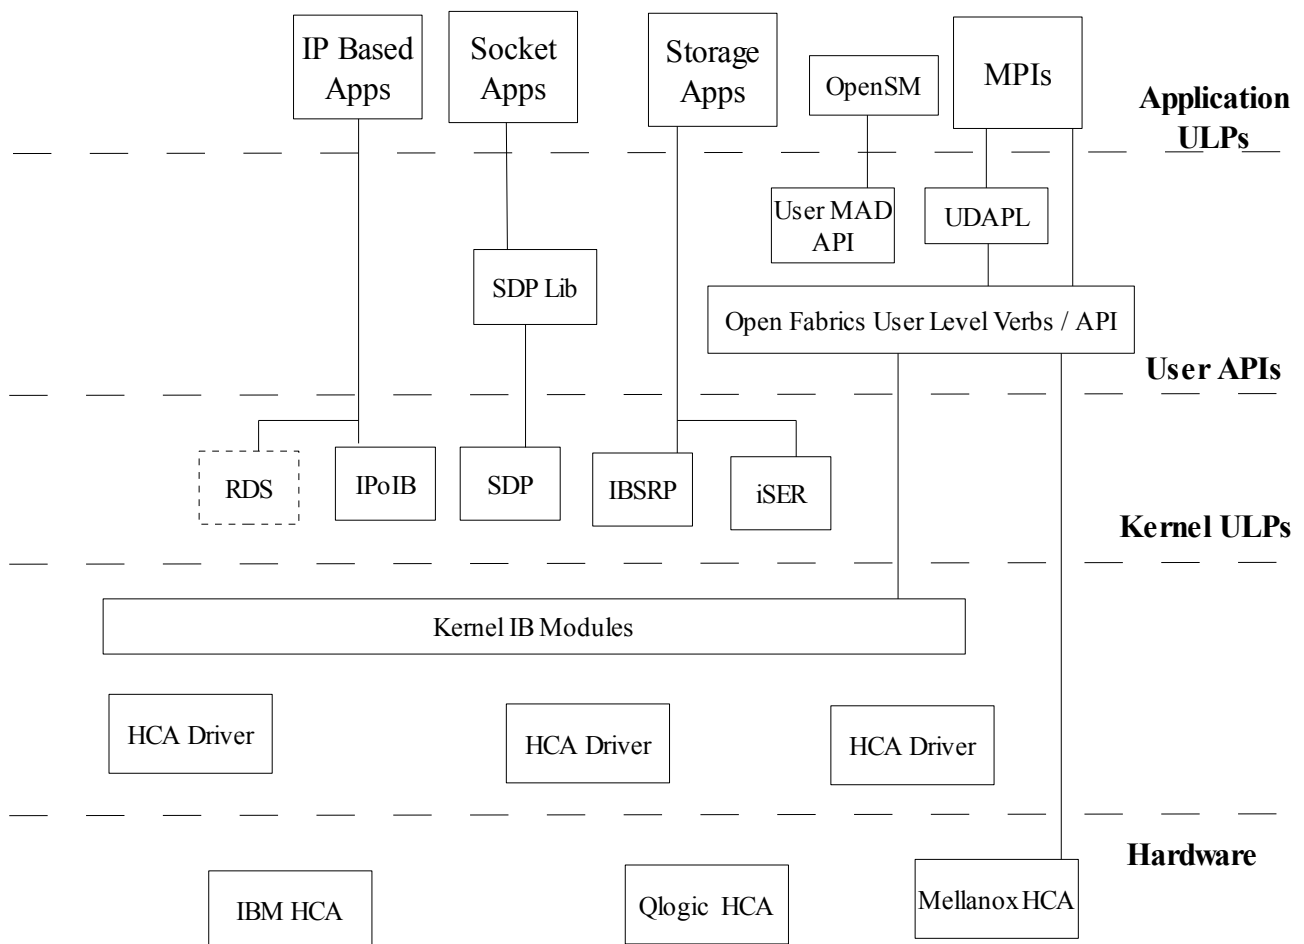 IP Based
Apps
Socket
Apps
Storage
Apps
OpenSM
MPIs
Application
ULPs
User MAD
API
UDAPL
SDP Lib
Open Fabrics User Level Verbs / API
User APIs
RDS
IPoIB
SDP
IBSRP
iSER
Kernel ULPs
Kernel IB Modules
HCA Driver
HCA Driver
HCA Driver
Hardware
IBM HCA
Qlogic HCA
Mellanox HCA